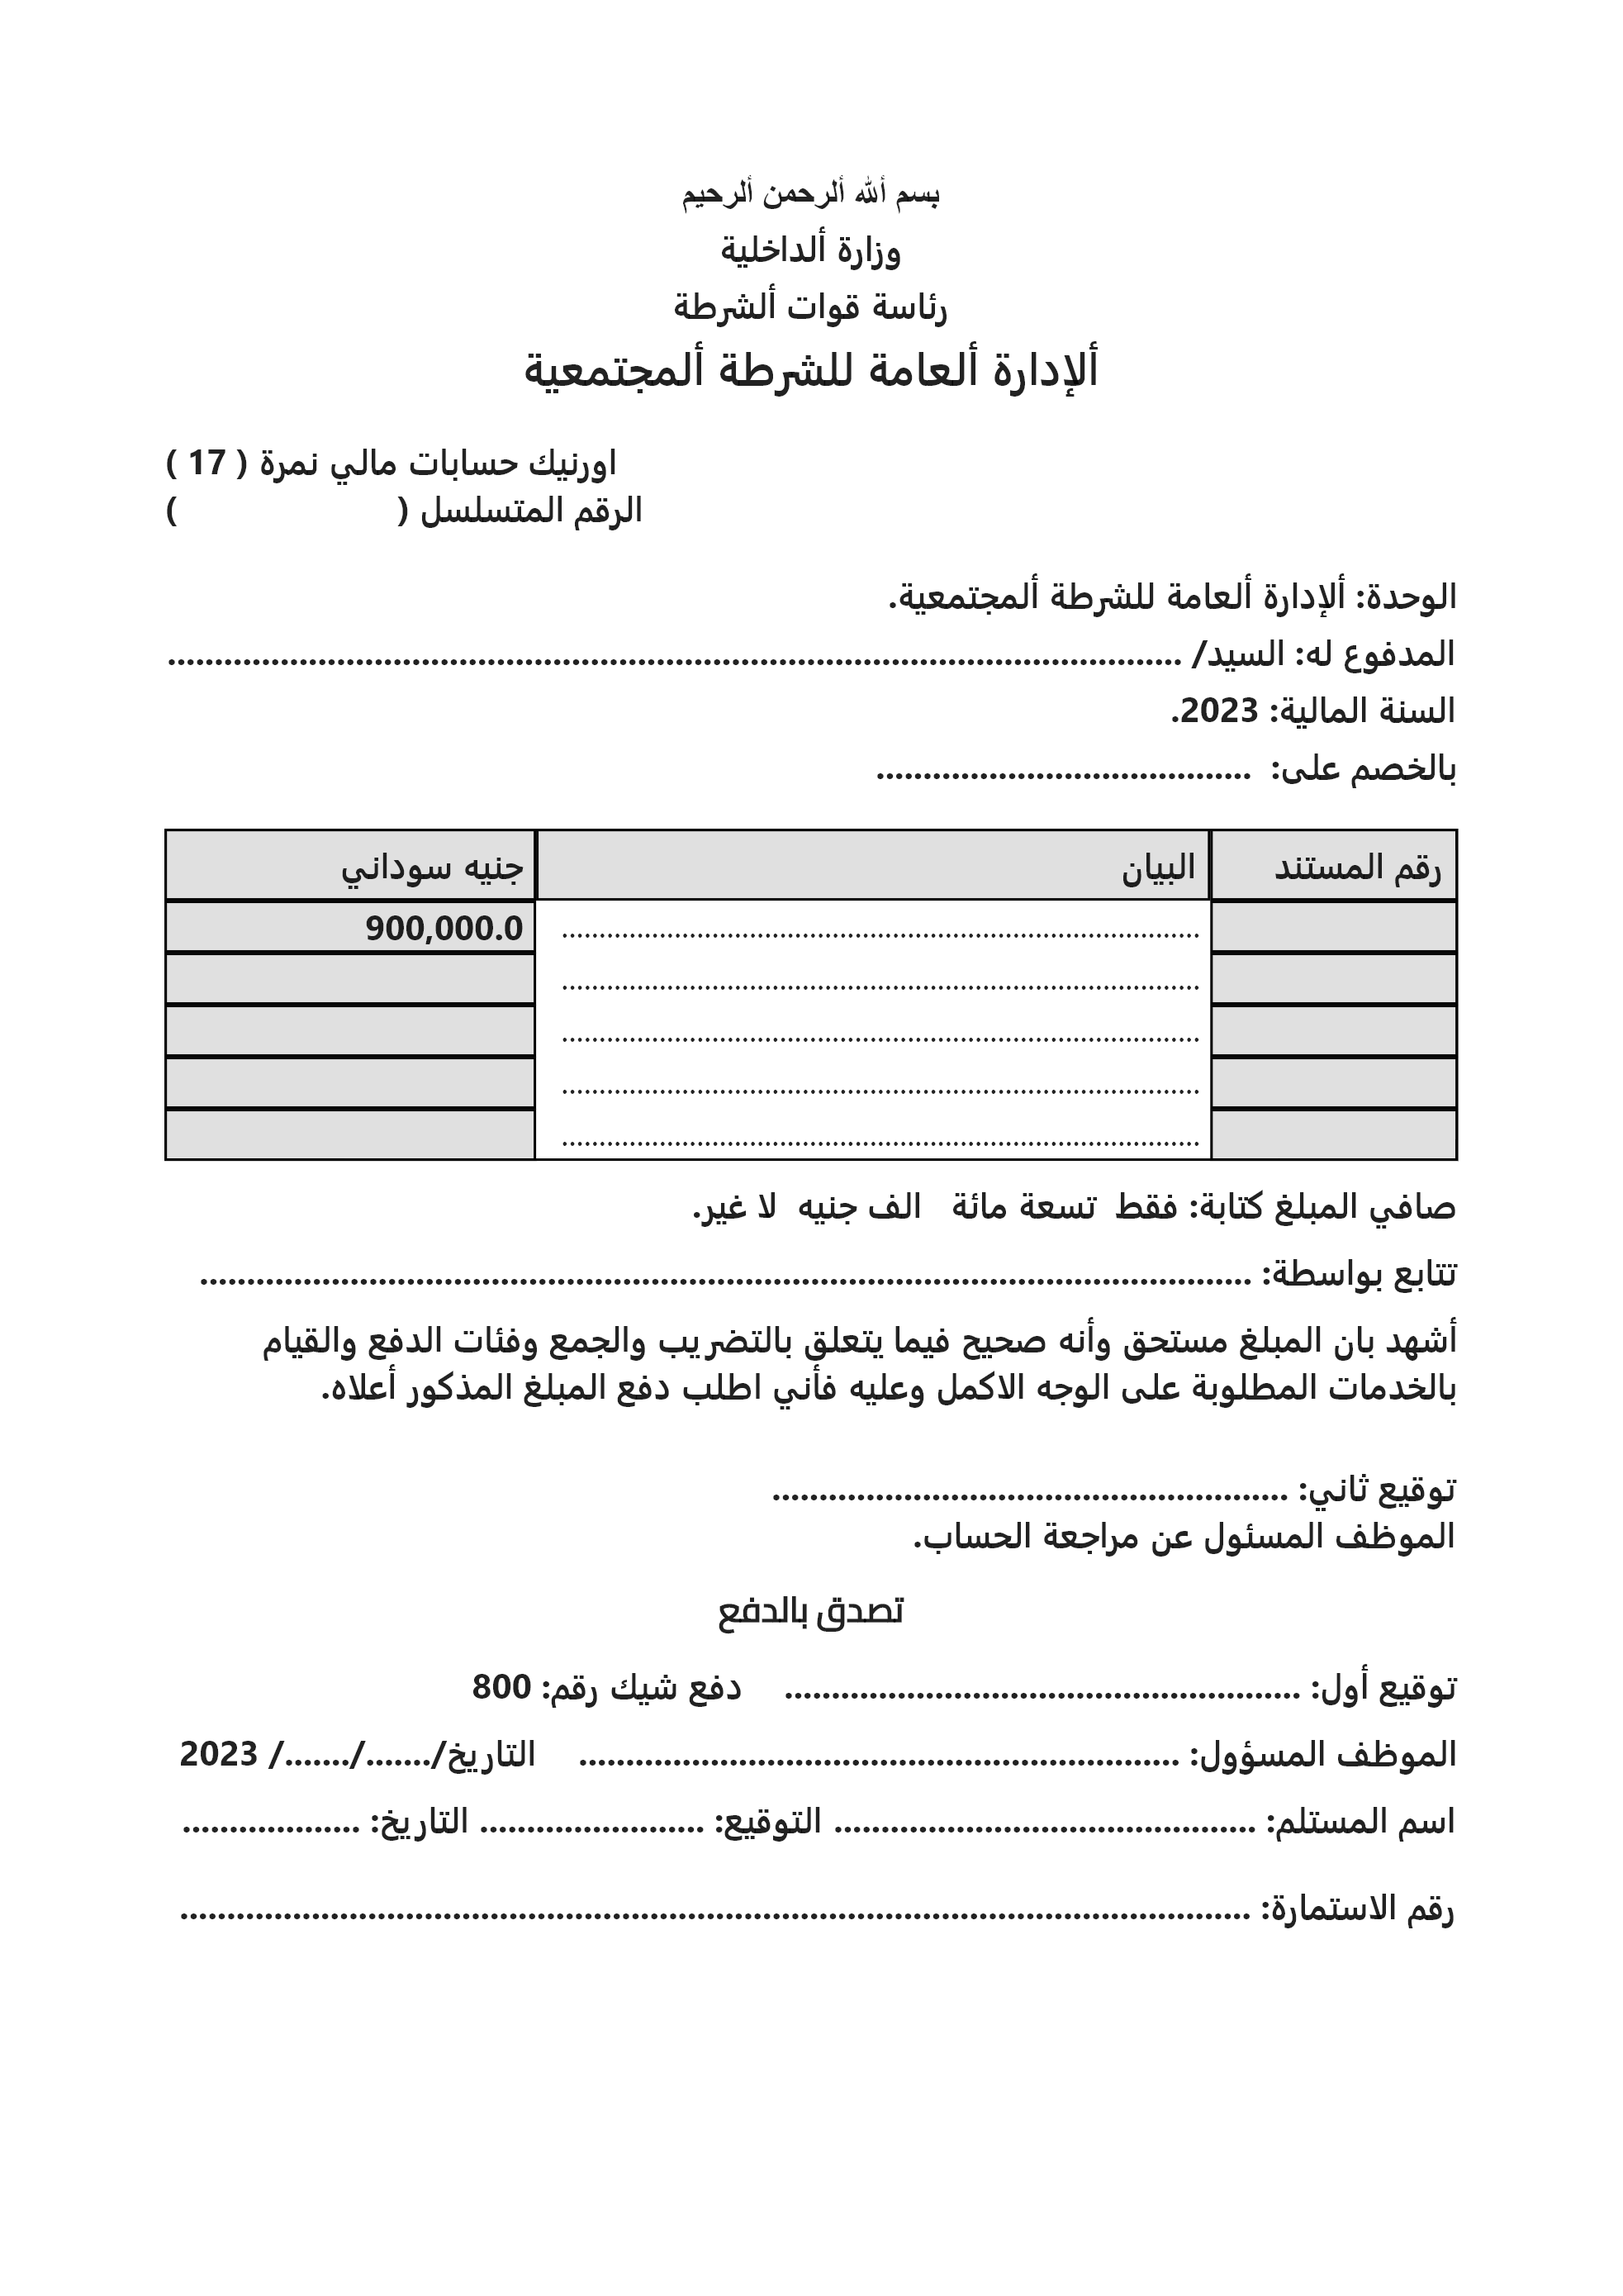 بسم ألله ألرحمن ألرحيم
وزارة ألداخلية
رئاسة قوات ألشرطة
ألإدارة ألعامة للشرطة ألمجتمعية
اورنيك حسابات مالي نمرة ( 17 )
الرقم المتسلسل (                    )
الوحدة: ألإدارة ألعامة للشرطة ألمجتمعية.
المدفوع له: السيد/ ............................................................
السنة المالية: 2023.
بالخصم على: ........................................
رقم المستند البيان جنيه سوداني
............................................................ 900,000.0
............................................................
............................................................
............................................................
............................................................
صافي المبلغ كتابة: فقط تسعة مائة الف جنيه لا غير.
تتابع بواسطة: ............................................................
أشهد بان المبلغ مستحق وأنه صحيح فيما يتعلق بالتضريب والجمع وفئات الدفع والقيام
بالخدمات المطلوبة على الوجه الاكمل وعليه فأني اطلب دفع المبلغ المذكور أعلاه.
توقيع ثاني: .......................................................
الموظف المسئول عن مراجعة الحساب.
تصدق بالدفع
توقيع أول: ....................................................... دفع شيك رقم: 800
الموظف المسؤول: ............................................................ التاريخ/......./......./ 2023
اسم المستلم: ............................................. التوقيع: ........................ التاريخ: ...................
رقم الاستمارة: ............................................................